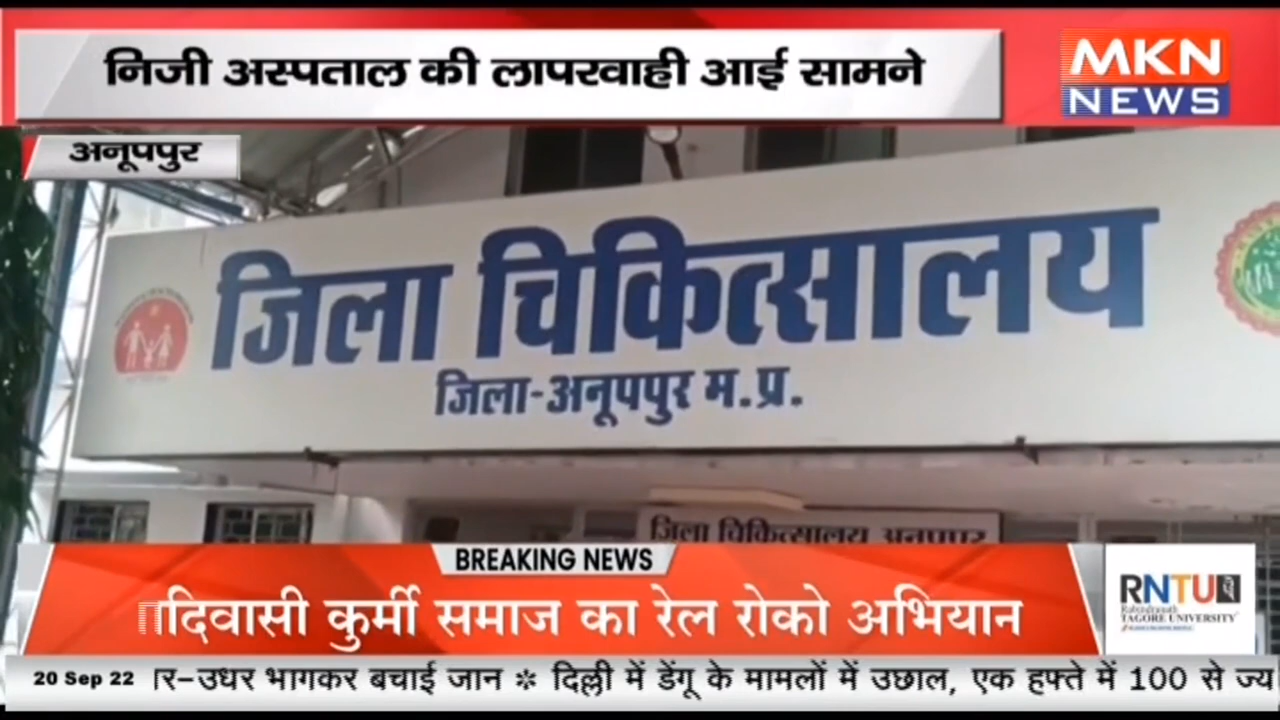 निजी अस्पताल की लापरवाही आई सामने
MKN
NEWS
अनूपपुर
जिला चिकित्सालय
जिला-अनूपपुर म.प्र.
जिला चिकित्सालय अनूपपुर
BREAKING NEWS
दिवासी कुर्मी समाज का रेल रोको अभियान
RNTU
Rabindranath
TAGORE UNIVERSITY
20 Sep 22 र-उधर भागकर बचाई जान * दिल्ली में डेंगू के मामलों में उछाल, एक हफ्ते में 100 से ज्य